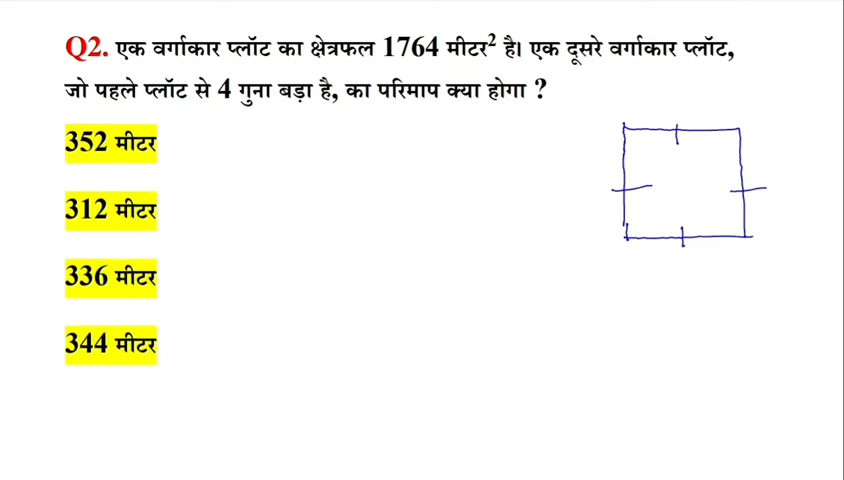 Q2. एक वर्गाकार प्लॉट का क्षेत्रफल 1764 मीटर² है। एक दूसरे वर्गाकार प्लॉट,
जो पहले प्लॉट से 4 गुना बड़ा है, का परिमाप क्या होगा ?
352 मीटर
312 मीटर
336 मीटर
344 मीटर